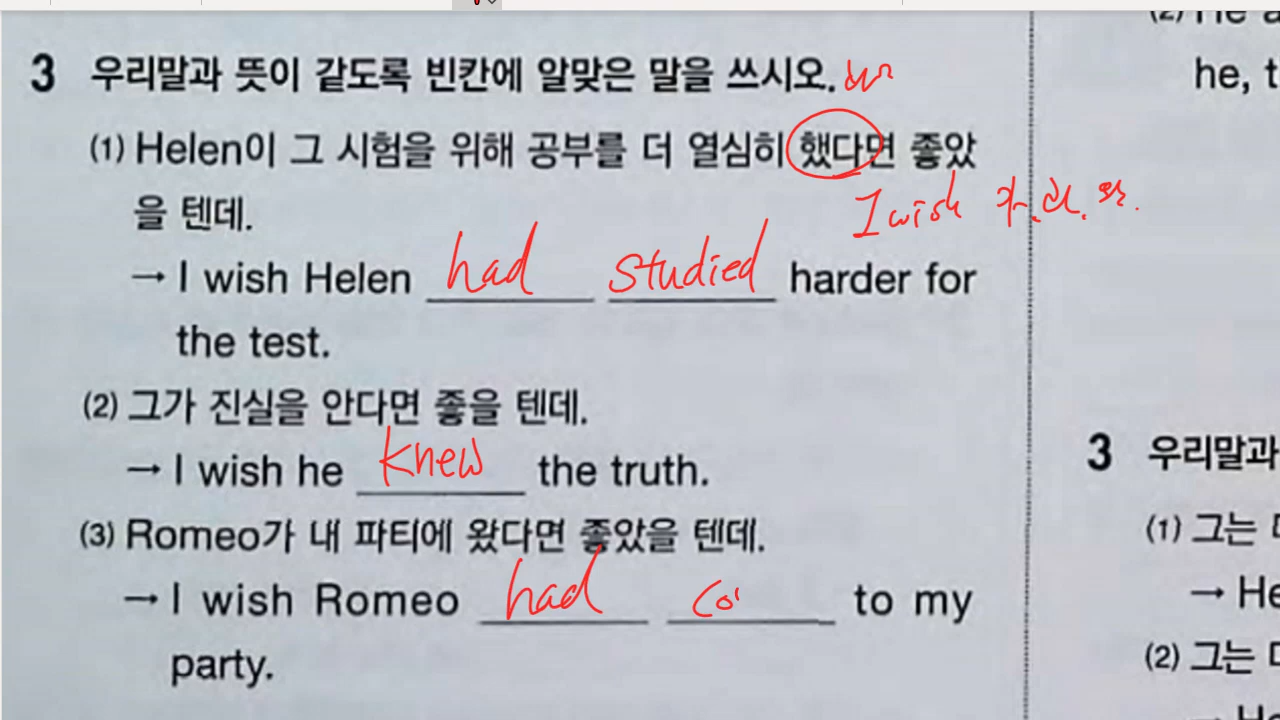 3 우리말과 뜻이 같도록 빈칸에 알맞은 말을 쓰시오.
(1) Helen이 그 시험을 위해 공부를 더 열심히 했다면 좋았
을 텐데.
I wish
→ I wish Helen had studied harder for
the test.
(2) 그가 진실을 안다면 좋을 텐데.
→ I wish he knew the truth.
(3) Romeo가 내 파티에 왔다면 좋았을 텐데.
→ I wish Romeo had co to my
party.
he, t
3 우리말과
(1) 그는
→ He
(2) 그는